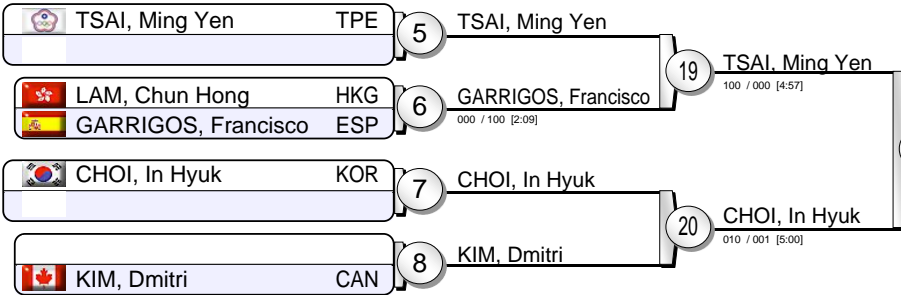 TSAI, Ming Yen TPE
5
TSAI, Ming Yen
LAM, Chun Hong HKG
GARRIGOS, Francisco ESP
6
GARRIGOS, Francisco
000 / 100 [2:09]
19
TSAI, Ming Yen
100 / 000 [4:57]
CHOI, In Hyuk KOR
7
CHOI, In Hyuk
KIM, Dmitri CAN
8
KIM, Dmitri
20
CHOI, In Hyuk
010 / 001 [5:00]